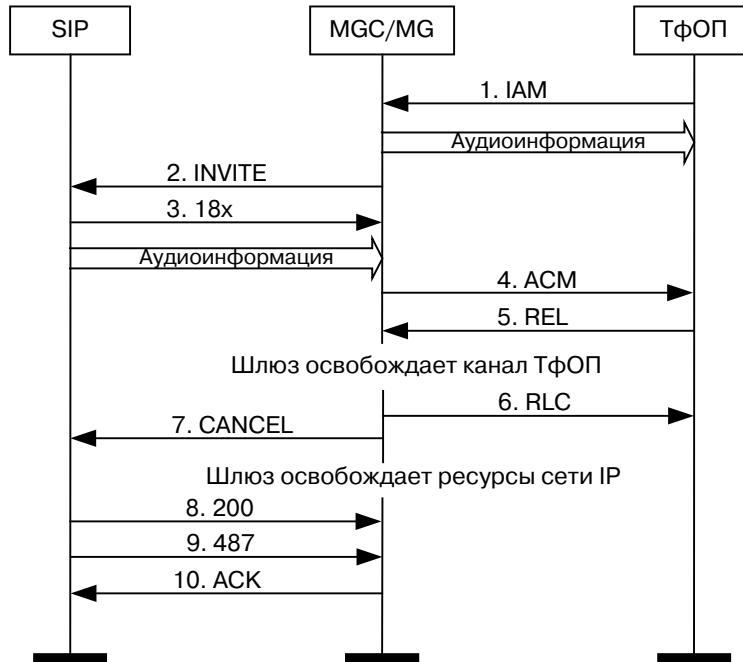 SIP
MGC/MG
ТфОП
1. IAM
Аудиоинформация
2. INVITE
3. 18x
Аудиоинформация
4. ACM
5. REL
Шлюз освобождает канал ТфОП
6. RLC
7. CANCEL
Шлюз освобождает ресурсы сети IP
8. 200
9. 487
10. ACK